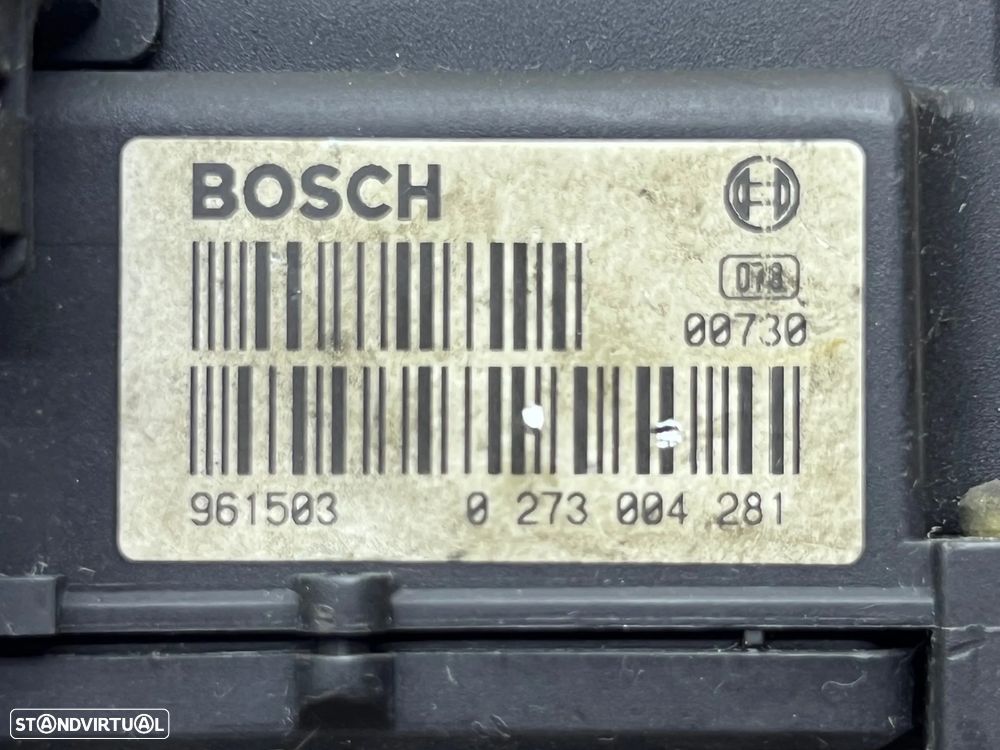 BOSCH
078
00730
961503 0 273 004 281
STANDVIRTUAL